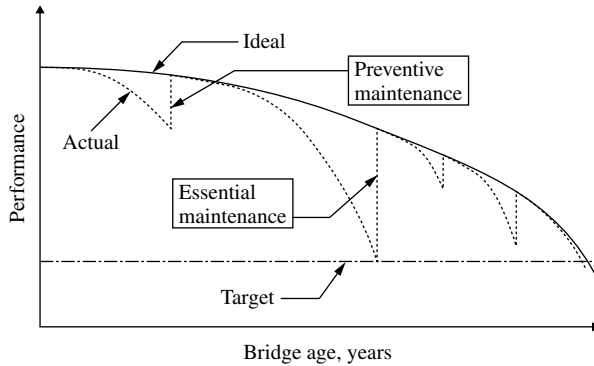 Ideal
Preventive
maintenance
Actual
Essential
maintenance
Target
Performance
Bridge age, years